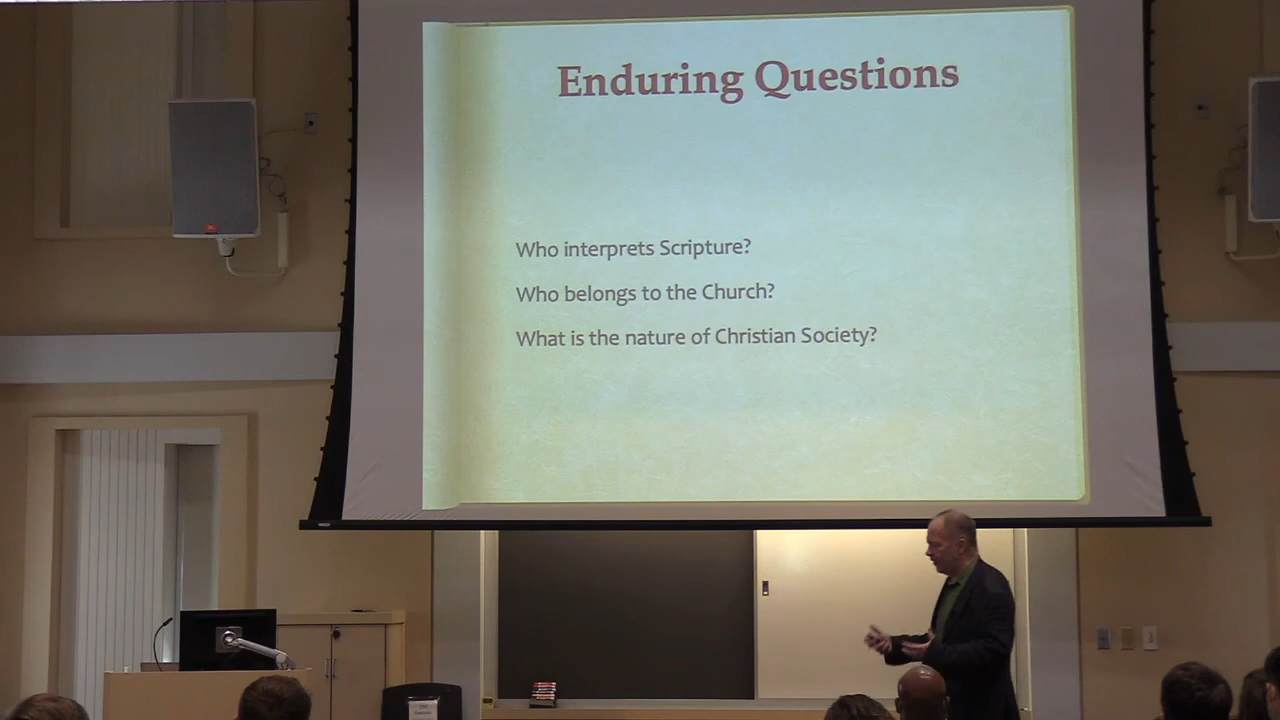 Enduring Questions
Who interprets Scripture?
Who belongs to the Church?
What is the nature of Christian Society?